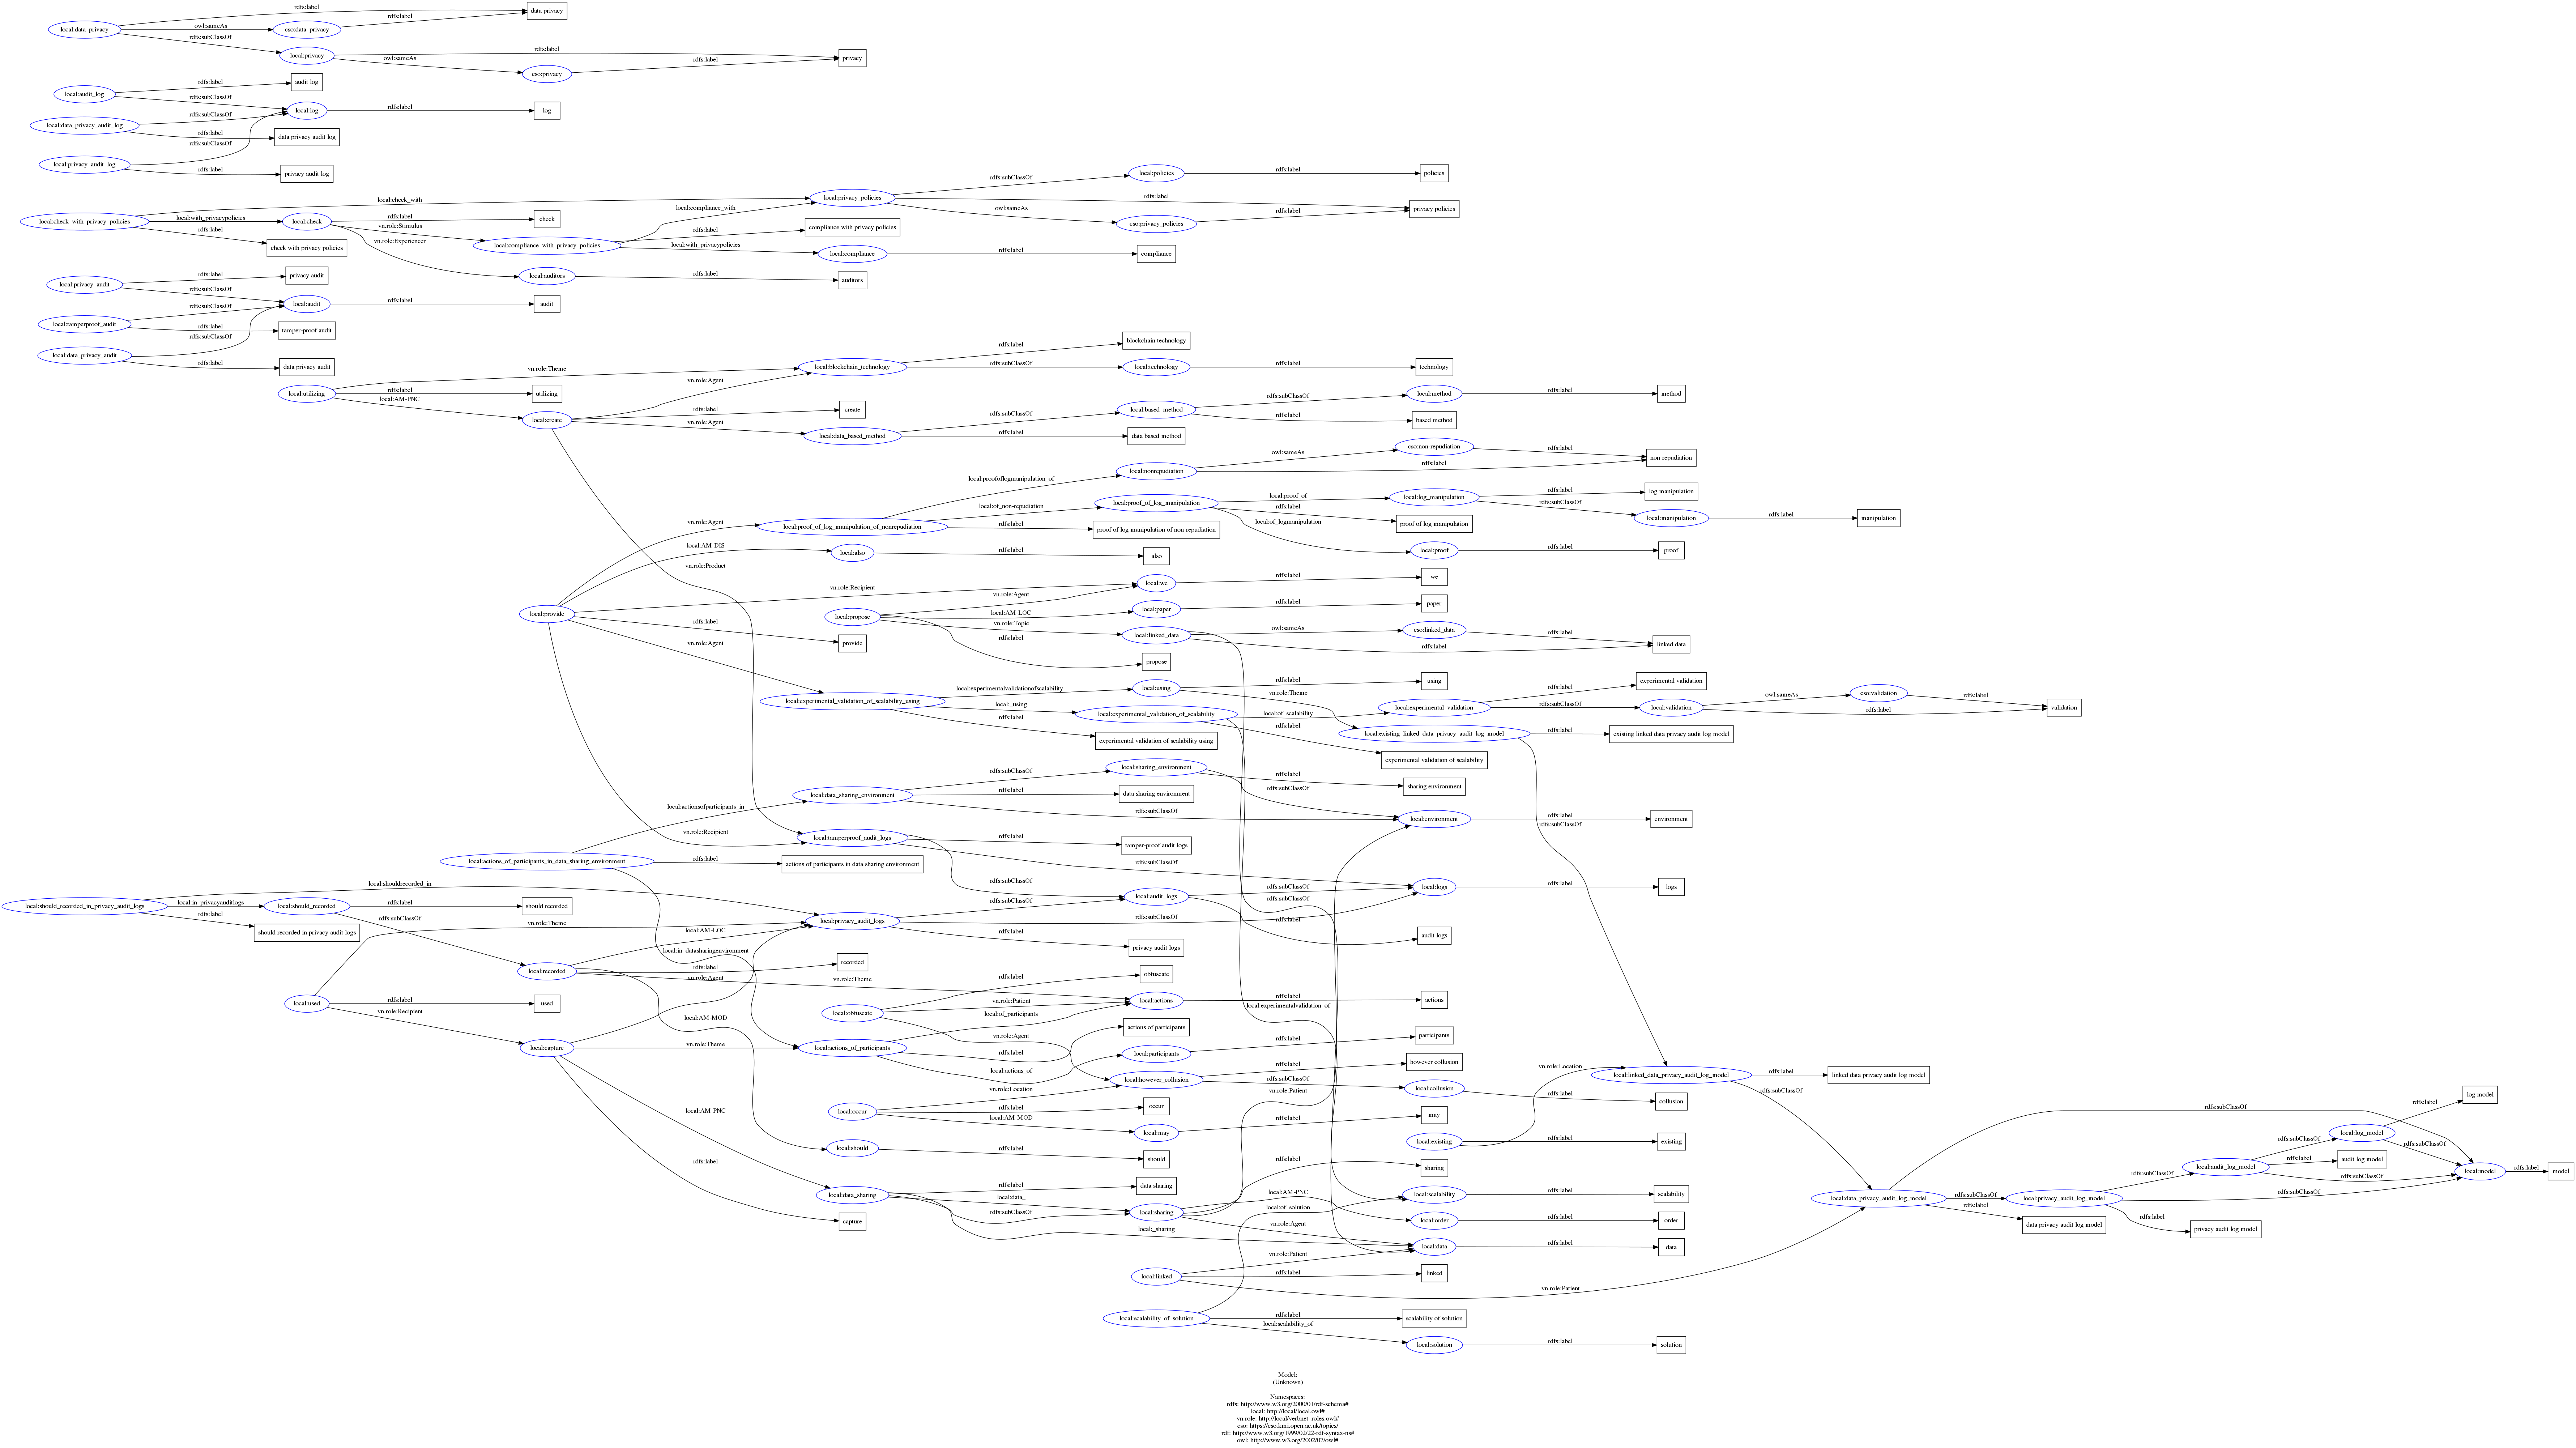 rdfs:label
data privacy
local:data_privacy
owl:sameAs
cso:data_privacy
rdfs:label
rdfs:subClassOf
local:privacy
rdfs:label
owl:sameAs
privacy
cso:privacy
rdfs:label
local:audit_log
rdfs:label
audit log
rdfs:subClassOf
local:log
rdfs:label
log
local:data_privacy_audit_log
rdfs:subClassOf
rdfs:label
data privacy audit log
rdfs:subClassOf
local:privacy_audit_log
rdfs:label
privacy audit log
local:check_with_privacy_policies
local:check_with
local:with_privacypolicies
rdfs:label
check with privacy policies
local:check
rdfs:label
check
vn.role:Stimulus
vn.role:Experiencer
local:compliance_with_privacy_policies
local:compliance_with
rdfs:label
compliance with privacy policies
local:with_privacypolicies
local:compliance
rdfs:label
compliance
local:privacy_policies
rdfs:subClassOf
local:policies
rdfs:label
policies
rdfs:label
privacy policies
owl:sameAs
cso:privacy_policies
rdfs:label
local:auditors
rdfs:label
auditors
local:privacy_audit
rdfs:label
privacy audit
rdfs:subClassOf
local:audit
rdfs:label
audit
local:tamperproof_audit
rdfs:subClassOf
rdfs:label
tamper-proof audit
rdfs:subClassOf
local:data_privacy_audit
rdfs:label
data privacy audit
local:utilizing
vn.role:Theme
rdfs:label
utilizing
local:AM-PNC
local:create
vn.role:Agent
rdfs:label
create
vn.role:Agent
vn.role:Product
local:blockchain_technology
rdfs:label
blockchain technology
rdfs:subClassOf
local:technology
rdfs:label
technology
local:data_based_method
rdfs:subClassOf
local:based_method
rdfs:label
data based method
rdfs:subClassOf
local:method
rdfs:label
method
rdfs:label
based method
local:provide
vn.role:Agent
local:AM-DIS
vn.role:Recipient
rdfs:label
provide
vn.role:Agent
vn.role:Recipient
local:proof_of_log_manipulation_of_nonrepudiation
local:proofoflogmanipulation_of
local:nonrepudiation
owl:sameAs
cso:non-repudiation
rdfs:label
rdfs:label
non-repudiation
local:of_non-repudiation
local:proof_of_log_manipulation
rdfs:label
proof of log manipulation of non-repudiation
local:proof_of
local:log_manipulation
rdfs:label
log manipulation
rdfs:subClassOf
local:manipulation
rdfs:label
manipulation
rdfs:label
proof of log manipulation
local:of_logmanipulation
local:proof
rdfs:label
proof
local:also
rdfs:label
also
local:we
rdfs:label
we
local:propose
vn.role:Agent
local:AM-LOC
local:paper
rdfs:label
paper
vn.role:Topic
rdfs:label
propose
local:linked_data
owl:sameAs
cso:linked_data
rdfs:label
rdfs:label
linked data
local:experimental_validation_of_scalability_using
local:experimentalvalidationofscalability_
local:using
rdfs:label
using
vn.role:Theme
local:_using
local:experimental_validation_of_scalability
rdfs:label
experimental validation of scalability using
local:of_scalability
local:experimental_validation
rdfs:label
experimental validation
rdfs:subClassOf
local:validation
owl:sameAs
cso:validation
rdfs:label
rdfs:label
validation
rdfs:label
experimental validation of scalability
local:existing_linked_data_privacy_audit_log_model
rdfs:label
existing linked data privacy audit log model
rdfs:subClassOf
local:data_sharing_environment
rdfs:subClassOf
local:sharing_environment
rdfs:label
data sharing environment
rdfs:subClassOf
rdfs:label
sharing environment
rdfs:subClassOf
local:environment
rdfs:label
environment
local:actions_of_participants_in_data_sharing_environment
local:actionsofparticipants_in
rdfs:label
actions of participants in data sharing environment
local:in_datasharingenvironment
local:tamperproof_audit_logs
rdfs:label
tamper-proof audit logs
rdfs:subClassOf
rdfs:subClassOf
local:audit_logs
rdfs:subClassOf
rdfs:label
audit logs
local:logs
rdfs:label
logs
rdfs:subClassOf
local:should_recorded_in_privacy_audit_logs
local:shouldrecorded_in
local:in_privacyauditlogs
rdfs:label
should recorded in privacy audit logs
local:should_recorded
rdfs:label
should recorded
rdfs:subClassOf
local:privacy_audit_logs
rdfs:subClassOf
rdfs:subClassOf
rdfs:label
privacy audit logs
local:recorded
local:AM-LOC
rdfs:label
recorded
vn.role:Agent
vn.role:Theme
local:AM-MOD
local:used
vn.role:Theme
rdfs:label
used
vn.role:Recipient
local:capture
vn.role:Theme
local:AM-PNC
rdfs:label
capture
local:obfuscate
rdfs:label
obfuscate
vn.role:Patient
vn.role:Agent
local:actions
rdfs:label
actions
local:actions_of_participants
local:of_participants
rdfs:label
actions of participants
local:actions_of
local:participants
rdfs:label
participants
local:experimentalvalidation_of
local:however_collusion
rdfs:label
however collusion
rdfs:subClassOf
local:collusion
rdfs:label
collusion
local:occur
vn.role:Location
rdfs:label
occur
local:AM-MOD
local:may
rdfs:label
may
vn.role:Patient
local:should
rdfs:label
should
local:existing
vn.role:Location
rdfs:label
existing
local:linked_data_privacy_audit_log_model
rdfs:label
linked data privacy audit log model
rdfs:subClassOf
local:data_sharing
rdfs:label
data sharing
local:data_
rdfs:subClassOf
local:_sharing
local:sharing
rdfs:label
sharing
local:AM-PNC
vn.role:Agent
local:scalability
rdfs:label
scalability
local:of_solution
local:order
rdfs:label
order
local:data
rdfs:label
data
local:linked
vn.role:Patient
rdfs:label
linked
vn.role:Patient
local:data_privacy_audit_log_model
rdfs:subClassOf
rdfs:subClassOf
rdfs:label
data privacy audit log model
local:privacy_audit_log_model
rdfs:subClassOf
rdfs:subClassOf
rdfs:label
privacy audit log model
local:audit_log_model
rdfs:subClassOf
rdfs:label
audit log model
rdfs:subClassOf
local:log_model
rdfs:label
log model
rdfs:subClassOf
local:model
rdfs:label
model
local:scalability_of_solution
rdfs:label
scalability of solution
local:scalability_of
local:solution
rdfs:label
solution
Model:
(Unknown)
Namespaces:
rdfs: http://www.w3.org/2000/01/rdf-schema#
local: http://local/local.owl#
vn.role: http://local/verbnet_roles.owl#
cso: https://cso.kmi.open.ac.uk/topics/
rdf: http://www.w3.org/1999/02/22-rdf-syntax-ns#
owl: http://www.w3.org/2002/07/owl#